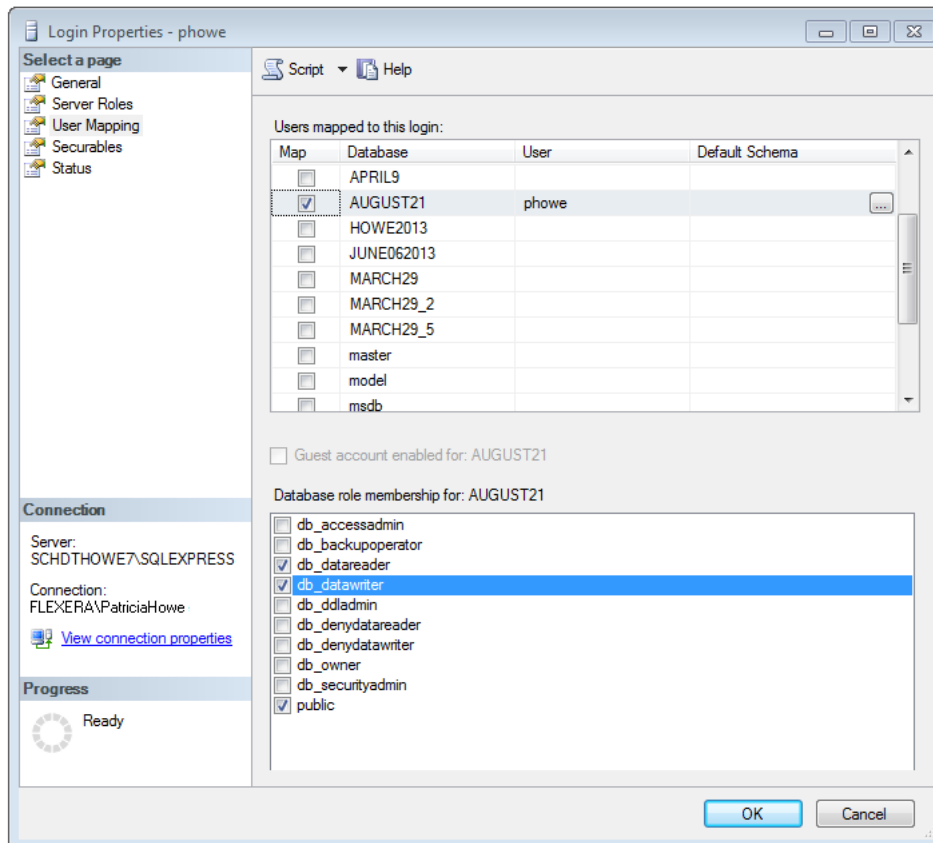 Login Properties - phowe
Select a page
General
Server Roles
User Mapping
Securables
Status
Script Help
Users mapped to this login:
Map Database User Default Schema
APRIL9
AUGUST21 phowe ...
HOWE2013
JUNE062013
MARCH29
MARCH29_2
MARCH29_5
master
model
msdb
Guest account enabled for: AUGUST21
Database role membership for: AUGUST21
db_accessadmin
db_backupoperator
db_datareader
db_datawriter
db_ddladmin
db_denydatareader
db_denydatawriter
db_owner
db_securityadmin
public
Connection
Server:
SCHDTHOWE7\SQLEXPRESS
Connection:
FLEXERA\PatriciaHowe
View connection properties
Progress
Ready
OK Cancel